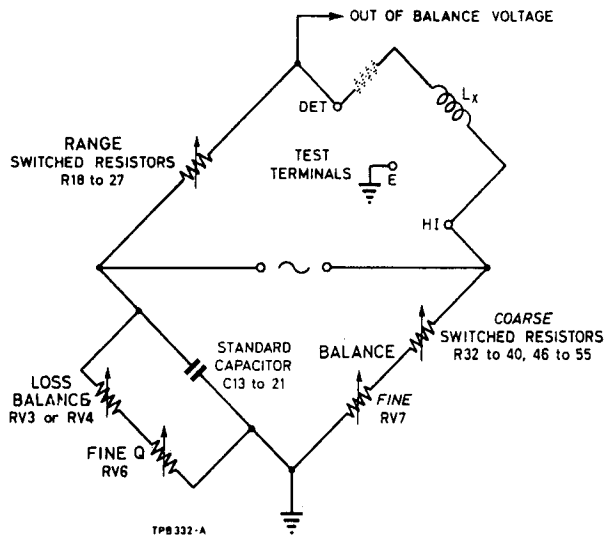 OUT OF BALANCE VOLTAGE
DET
Lx
RANGE
SWITCHED RESISTORS
R18 to 27
TEST
TERMINALS
E
HI
COARSE
SWITCHED RESISTORS
R32 to 40, 46 to 55
STANDARD
CAPACITOR
C13 to 21
BALANCE
FINE
RV7
LOSS
BALANCE
RV3 or RV4
FINE Q
RV6
TPB332-A